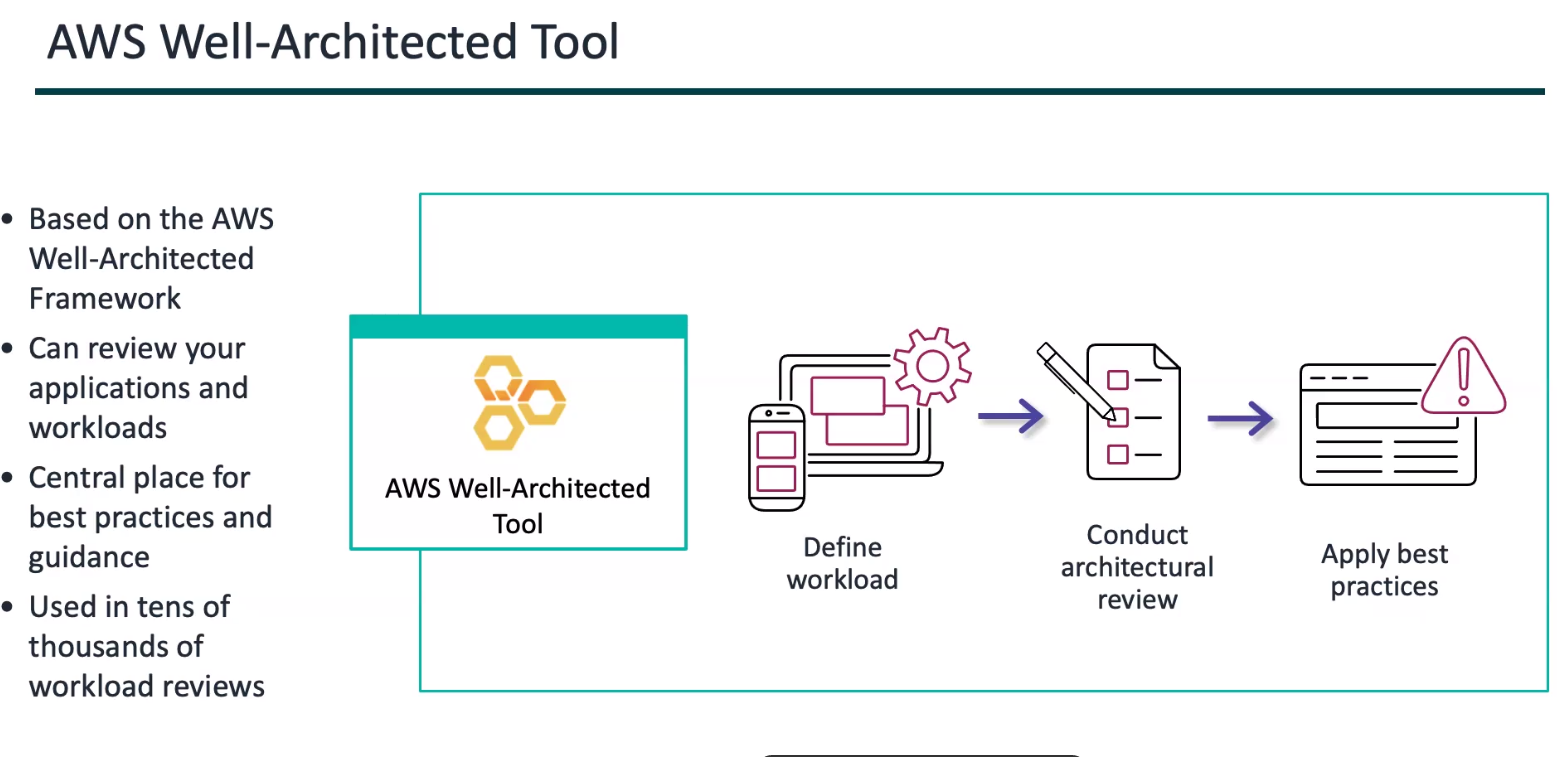 AWS Well-Architected Tool
• Based on the AWS
Well-Architected
Framework
• Can review your
applications and
workloads
• Central place for
best practices and
guidance
• Used in tens of
thousands of
workload reviews
AWS Well-Architected
Tool
Define
workload
Conduct
architectural
review
Apply best
practices